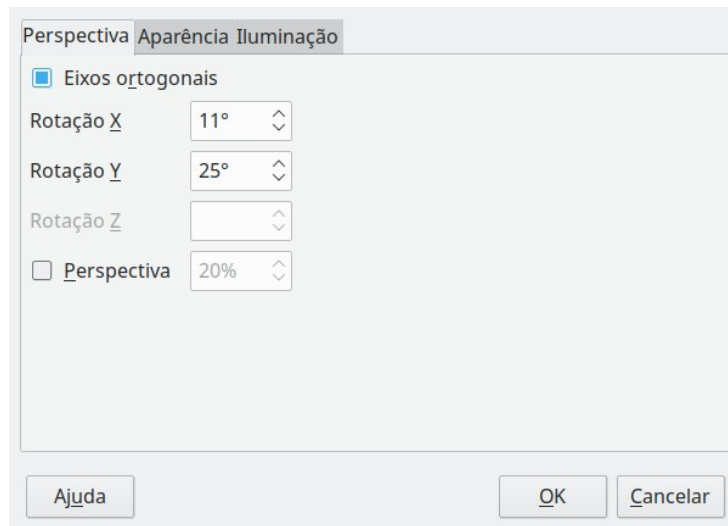 Perspectiva Aparência Iluminação
Eixos ortogonais
Rotação X 11°
Rotação Y 25°
Rotação Z
Perspectiva 20%
Ajuda OK Cancelar